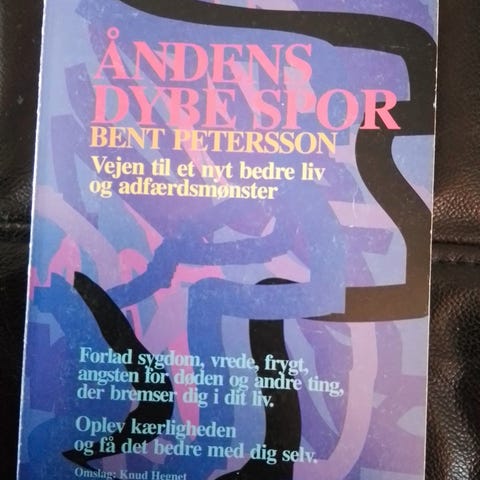 ÅNDENS
DYBE SPOR
BENT PETERSSON
Vejen til et nyt bedre liv
og adfærdsmønster
Forlad sygdom, vrede, frygt,
angsten for døden og andre ting,
der bremser dig i dit liv.
Oplev kærligheden
og få det bedre med dig selv.
Omslag: Knud Hegnet